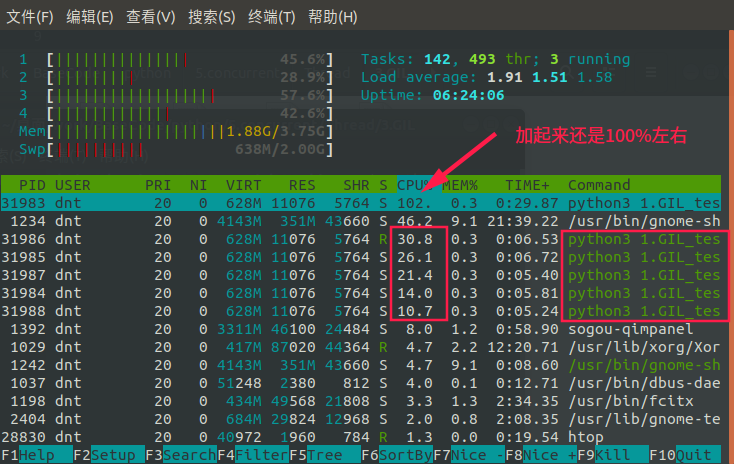 文件(F) 编辑(E) 查看(V) 搜索(S) 终端(T) 帮助(H)
1 [||||||||||||||| 45.6%] Tasks: 142, 493 thr; 3 running
2 [||||||||| 28.9%] Load average: 1.91 1.51 1.58
3 [||||||||||||||||||| 57.6%] Uptime: 06:24:06
4 [||||||||||||| 42.6%]
Mem[||||||||||||||||||||1.88G/3.75G]
Swp[|||||||||| 638M/2.00G]
加起来还是100%左右
PID USER PRI NI VIRT RES SHR S CPU% MEM% TIME+ Command
31983 dnt 20 0 628M 11076 5764 S 102. 0.3 0:29.87 python3 1.GIL_tes
1234 dnt 20 0 4143M 351M 43660 S 46.2 9.1 21:39.22 /usr/bin/gnome-sh
31986 dnt 20 0 628M 11076 5764 R 30.8 0.3 0:06.53 python3 1.GIL_tes
31985 dnt 20 0 628M 11076 5764 S 26.1 0.3 0:06.72 python3 1.GIL_tes
31987 dnt 20 0 628M 11076 5764 S 21.4 0.3 0:05.40 python3 1.GIL_tes
31984 dnt 20 0 628M 11076 5764 S 14.0 0.3 0:05.81 python3 1.GIL_tes
31988 dnt 20 0 628M 11076 5764 S 10.7 0.3 0:05.24 python3 1.GIL_tes
1392 dnt 20 0 3311M 46100 24484 S 8.0 1.2 0:58.90 sogou-qimpanel
1029 dnt 20 0 417M 87020 44364 R 4.7 2.2 12:20.71 /usr/lib/xorg/Xor
1242 dnt 20 0 4143M 351M 43660 S 4.7 9.1 0:08.60 /usr/bin/gnome-sh
1037 dnt 20 0 51248 2380 812 S 4.0 0.1 0:12.71 /usr/bin/dbus-dae
1198 dnt 20 0 434M 49568 21808 S 3.3 1.3 2:34.35 /usr/bin/fcitx
2404 dnt 20 0 684M 29824 12968 S 2.0 0.8 2:08.35 /usr/lib/gnome-te
28830 dnt 20 0 40972 1960 784 R 1.3 0.0 0:19.54 htop
F1Help F2Setup F3SearchF4FilterF5Tree F6SortByF7Nice -F8Nice +F9Kill F10Quit